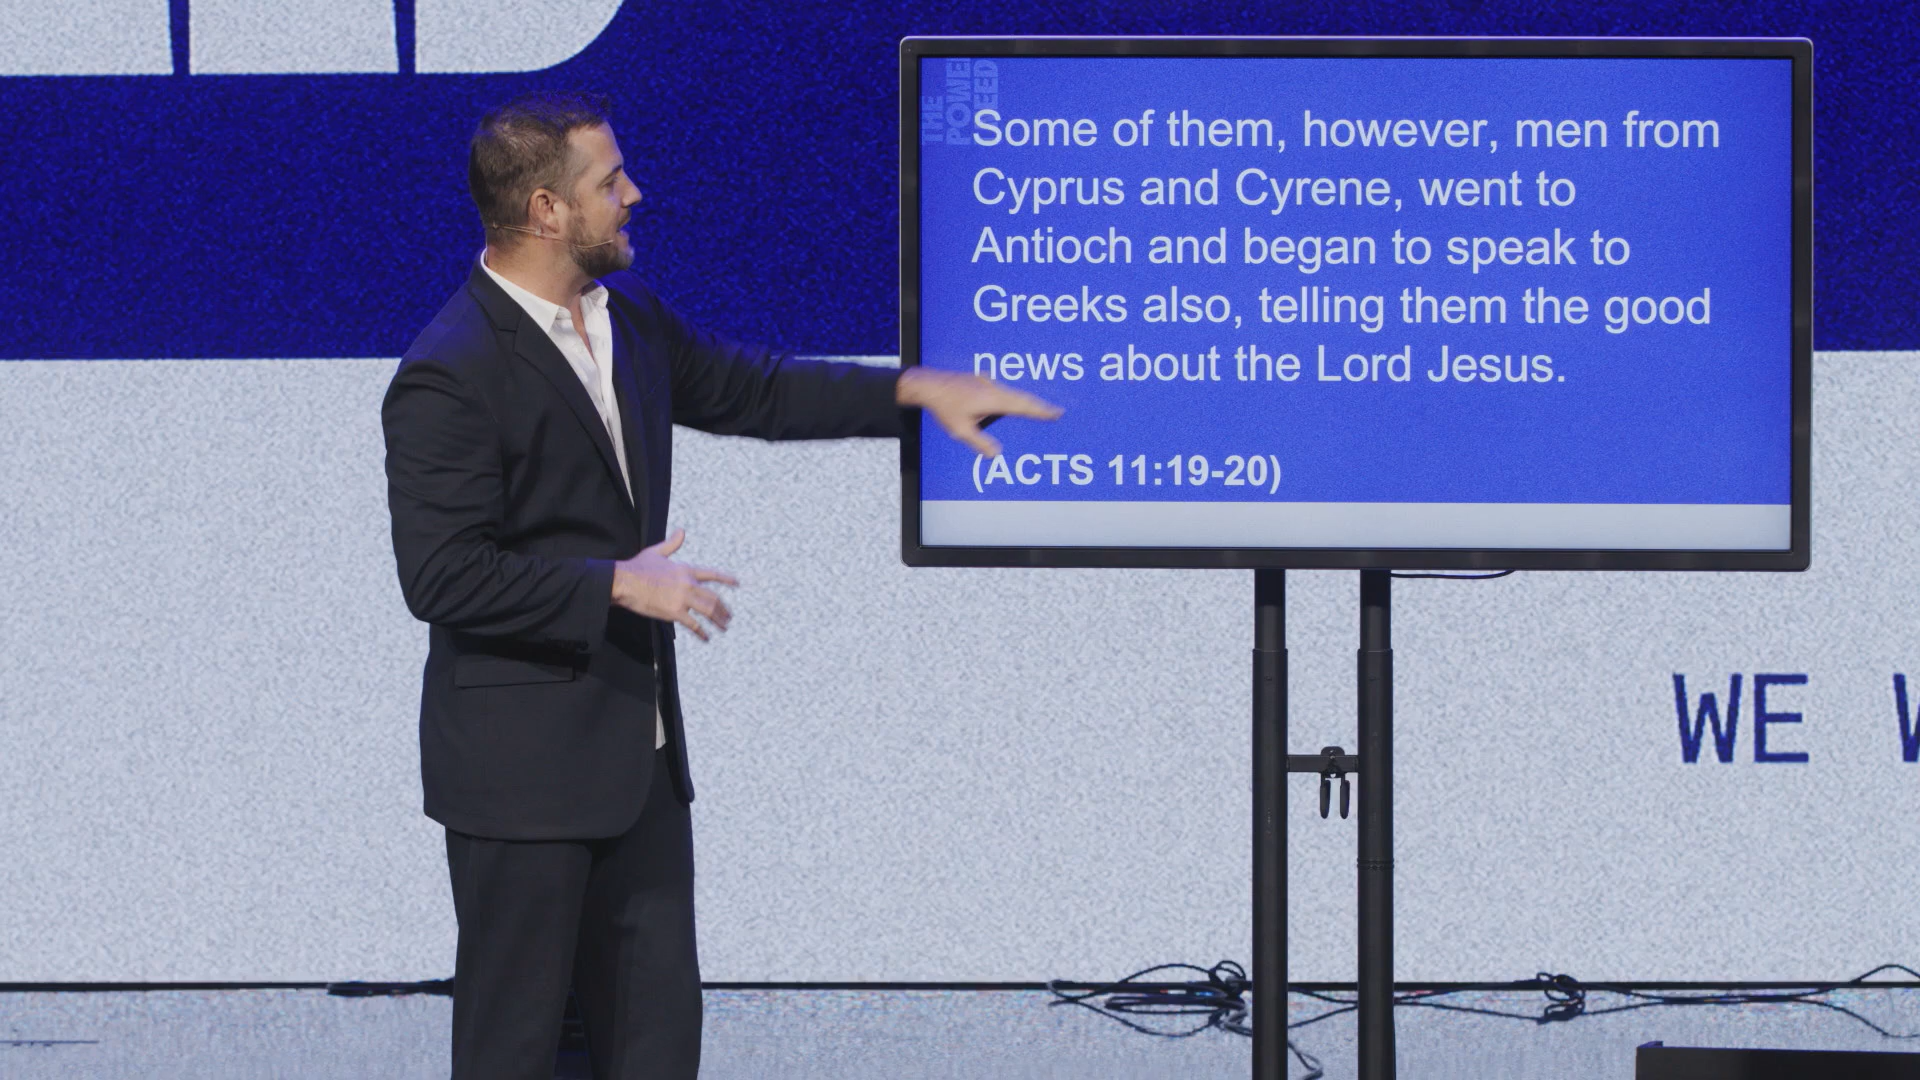 THE
Some of them, however, men from
Cyprus and Cyrene, went to
Antioch and began to speak to
Greeks also, telling them the good
news about the Lord Jesus.
(ACTS 11:19-20)
WE